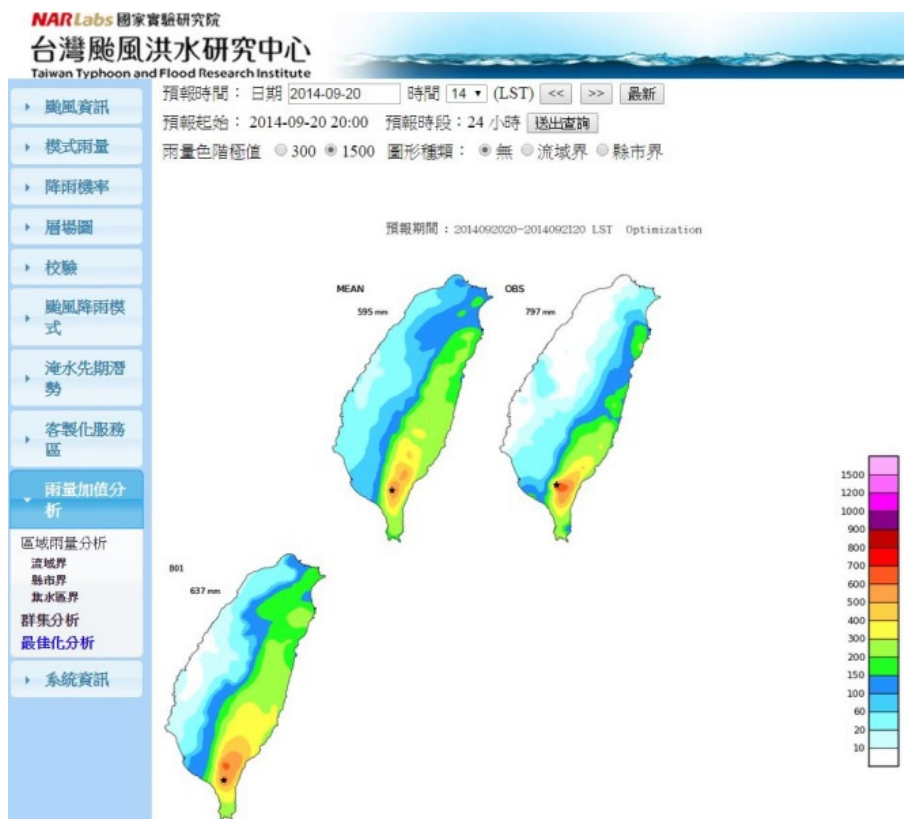 NARLabs 國家實驗研究院
台灣颱風洪水研究中心
Taiwan Typhoon and Flood Research Institute
颱風資訊
模式雨量
降雨機率
層場圖
校驗
颱風降雨模
式
淹水先期潛
勢
客製化服務
區
雨量加值分
析
區域雨量分析
流域界
縣市界
集水區界
群集分析
最佳化分析
系統資訊
預報時間： 日期 2014-09-20 時間 14 (LST) << >> 最新
預報起始： 2014-09-20 20:00 預報時段：24 小時 送出查詢
雨量色階極值 300 1500 圖形種類： 無 流域界 縣市界
預報期間：2014092020-2014092120 LST Optimization
MEAN
595 mm
OBS
797 mm
B01
637 mm
1500
1200
1000
900
800
700
600
500
400
300
200
150
100
60
20
10